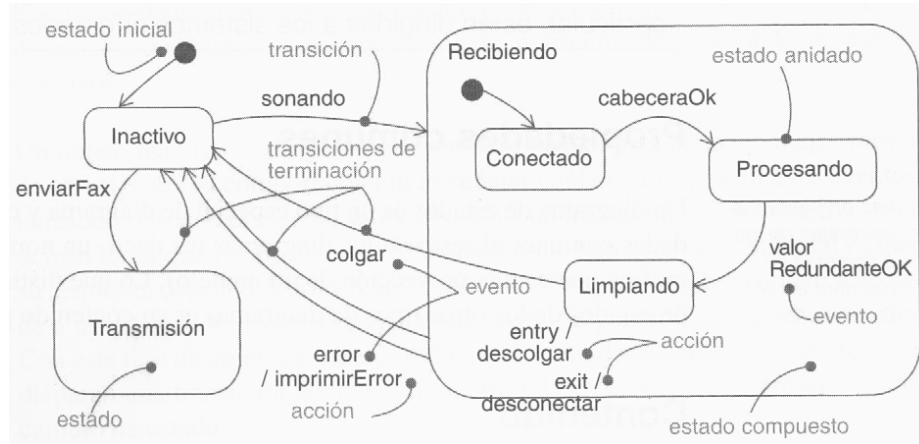 estado inicial
transición
Recibiendo
estado anidado
sonando
cabeceraOk
Inactivo
Conectado
Procesando
transiciones de
terminación
enviarFax
colgar
valor
RedundanteOK
Limpiando
evento
evento
Transmisión
entry /
descolgar
acción
error
/ imprimirError
exit /
desconectar
acción
estado
estado compuesto